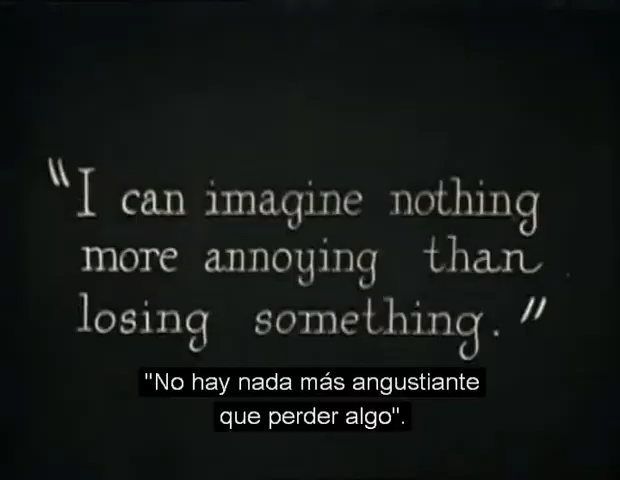 "I can imagine nothing
more annoying than
losing something."
"No hay nada más angustiante
que perder algo".